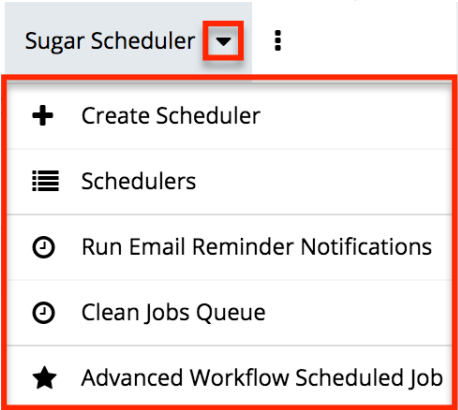 Sugar Scheduler
Create Scheduler
Schedulers
Run Email Reminder Notifications
Clean Jobs Queue
Advanced Workflow Scheduled Job